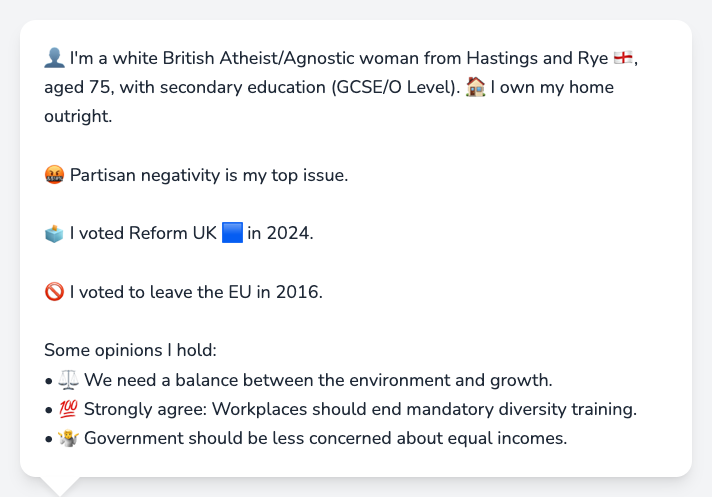 👤 I'm a white British Atheist/Agnostic woman from Hastings and Rye 🏴󠁧󠁢󠁥󠁮󠁧󠁿,
aged 75, with secondary education (GCSE/O Level). 🏠 I own my home
outright.
🤬 Partisan negativity is my top issue.
🗳️ I voted Reform UK 🟦 in 2024.
🚫 I voted to leave the EU in 2016.
Some opinions I hold:
• ⚖️ We need a balance between the environment and growth.
• 💯 Strongly agree: Workplaces should end mandatory diversity training.
• 🤷‍♀️ Government should be less concerned about equal incomes.